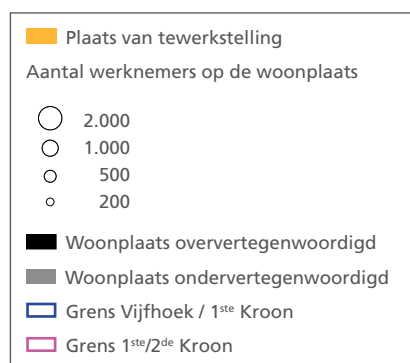 Plaats van tewerkstelling
Aantal werknemers op de woonplaats
2.000
1.000
500
200
Woonplaats oververtegenwoordigd
Woonplaats ondervertegenwoordigd
Grens Vijfhoek / 1ste Kroon
Grens 1ste/2de Kroon